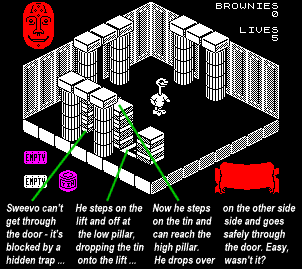 BROWNIES
0
LIVES
5
EMPTY
EMPTY
Sweevo can't
get through
the door - it's
blocked by a
hidden trap ...
He steps on the
lift and off at
the low pillar,
dropping the tin
onto the lift ...
Now he steps
on the tin and
can reach the
high pillar.
He drops over
on the other side
side and goes
safely through
the door. Easy,
wasn't it?